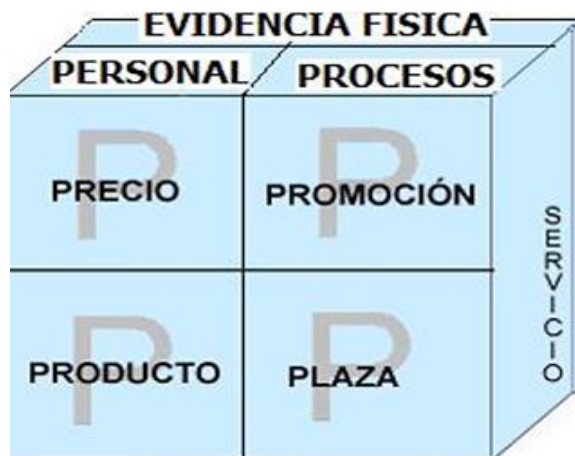 EVIDENCIA FISICA
PERSONAL PROCESOS
P P
PRECIO PROMOCIÓN
P P
PRODUCTO PLAZA
SERVICIO